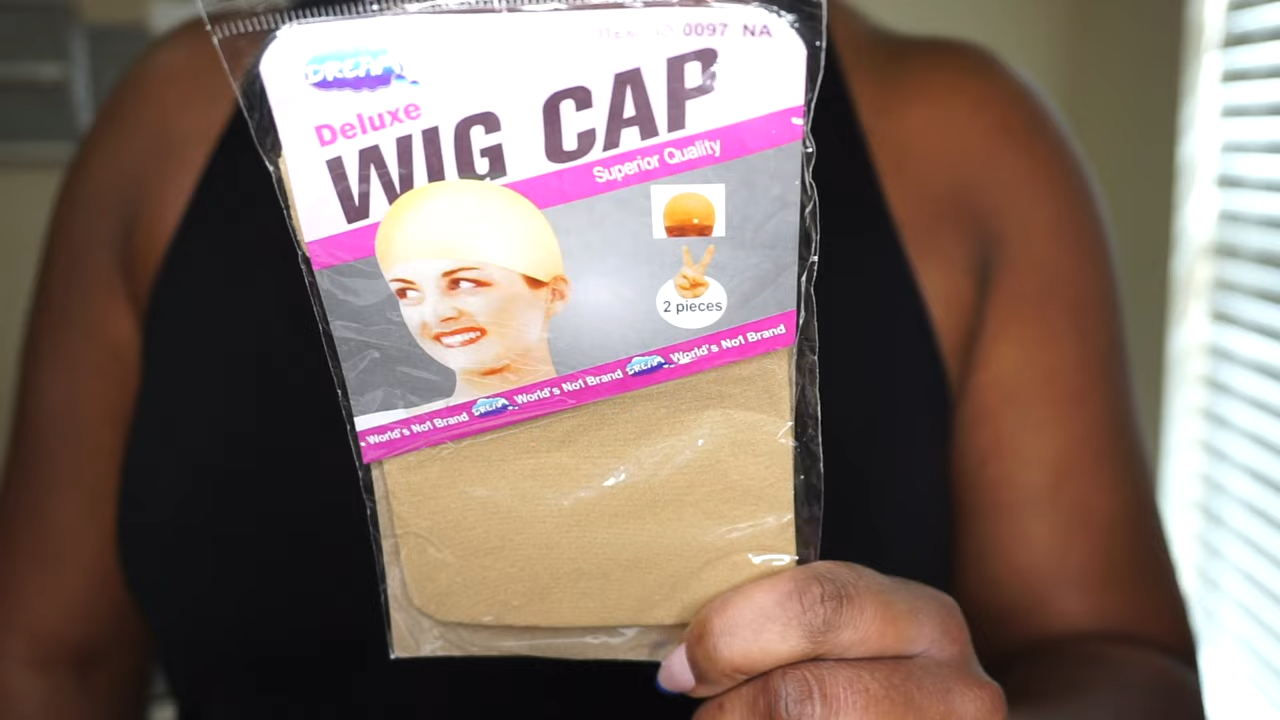 0097 NA
DREAM
Deluxe
WIG CAP
Superior Quality
2 pieces
World's No1 Brand DREAM World's No1 Brand DREAM World's No1 Brand